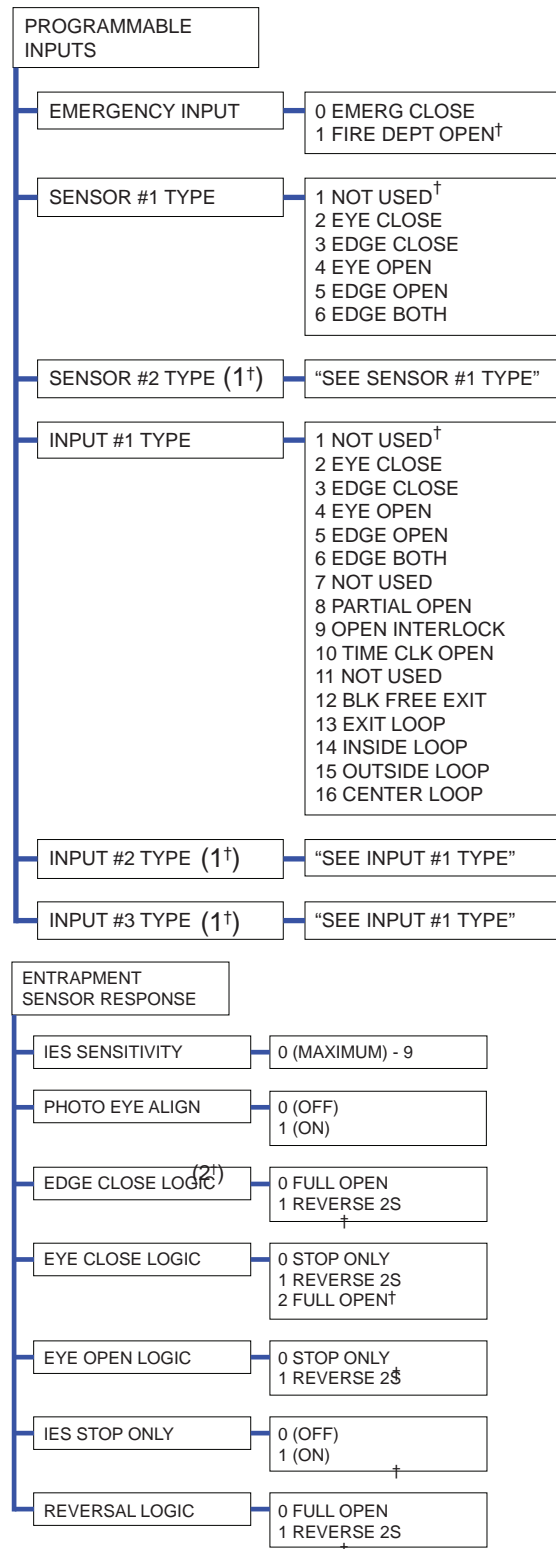 PROGRAMMABLE
INPUTS
EMERGENCY INPUT
0 EMERG CLOSE
1 FIRE DEPT OPEN†
SENSOR #1 TYPE
1 NOT USED†
2 EYE CLOSE
3 EDGE CLOSE
4 EYE OPEN
5 EDGE OPEN
6 EDGE BOTH
SENSOR #2 TYPE (1†)
“SEE SENSOR #1 TYPE”
INPUT #1 TYPE
1 NOT USED†
2 EYE CLOSE
3 EDGE CLOSE
4 EYE OPEN
5 EDGE OPEN
6 EDGE BOTH
7 NOT USED
8 PARTIAL OPEN
9 OPEN INTERLOCK
10 TIME CLK OPEN
11 NOT USED
12 BLK FREE EXIT
13 EXIT LOOP
14 INSIDE LOOP
15 OUTSIDE LOOP
16 CENTER LOOP
INPUT #2 TYPE (1†)
“SEE INPUT #1 TYPE”
INPUT #3 TYPE (1†)
“SEE INPUT #1 TYPE”
ENTRAPMENT
SENSOR RESPONSE
IES SENSITIVITY
0 (MAXIMUM) - 9
PHOTO EYE ALIGN
0 (OFF)
1 (ON)
(2†)
EDGE CLOSE LOGIC
0 FULL OPEN
1 REVERSE 2S
†
EYE CLOSE LOGIC
0 STOP ONLY
1 REVERSE 2S
2 FULL OPEN†
EYE OPEN LOGIC
0 STOP ONLY
1 REVERSE 2S
†
IES STOP ONLY
0 (OFF)
1 (ON)
†
REVERSAL LOGIC
0 FULL OPEN
1 REVERSE 2S
†